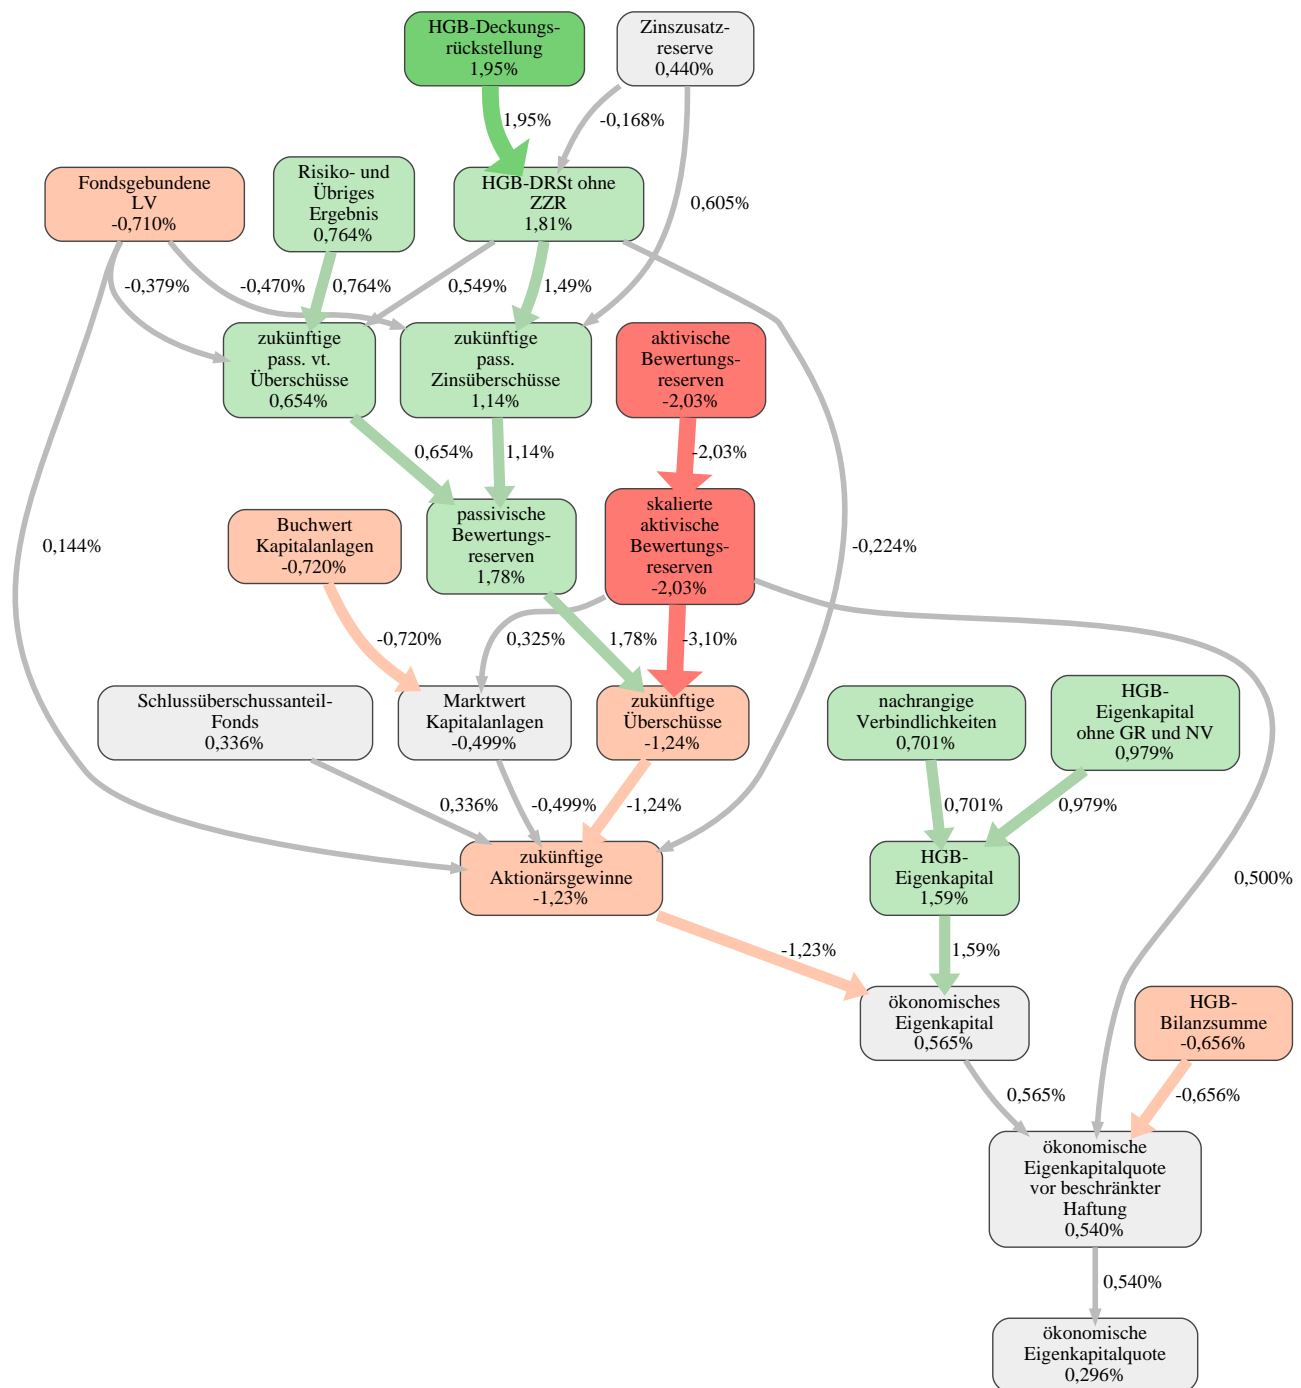 HGB-Deckungs-
rückstellung
1,95%
Zinszusatz-
reserve
0,440%
1,95%
-0,168%
Fondsgebundene
LV
-0,710%
Risiko- und
Übriges
Ergebnis
0,764%
HGB-DRSt ohne
ZZR
1,81%
0,605%
-0,379%
-0,470%
0,764%
0,549%
1,49%
zukünftige
pass. vt.
Überschüsse
0,654%
zukünftige
pass.
Zinsüberschüsse
1,14%
aktivische
Bewertungs-
reserven
-2,03%
0,654%
1,14%
-2,03%
Buchwert
Kapitalanlagen
-0,720%
passivische
Bewertungs-
reserven
1,78%
skalierte
aktivische
Bewertungs-
reserven
-2,03%
0,144%
-0,224%
-0,720%
0,325%
1,78%
-3,10%
Schlussüberschussanteil-
Fonds
0,336%
Marktwert
Kapitalanlagen
-0,499%
zukünftige
Überschüsse
-1,24%
nachrangige
Verbindlichkeiten
0,701%
HGB-
Eigenkapital
ohne GR und NV
0,979%
0,336%
-0,499%
-1,24%
0,701%
0,979%
zukünftige
Aktionärsgewinne
-1,23%
HGB-
Eigenkapital
1,59%
0,500%
-1,23%
1,59%
ökonomisches
Eigenkapital
0,565%
HGB-
Bilanzsumme
-0,656%
0,565%
-0,656%
ökonomische
Eigenkapitalquote
vor beschränkter
Haftung
0,540%
0,540%
ökonomische
Eigenkapitalquote
0,296%